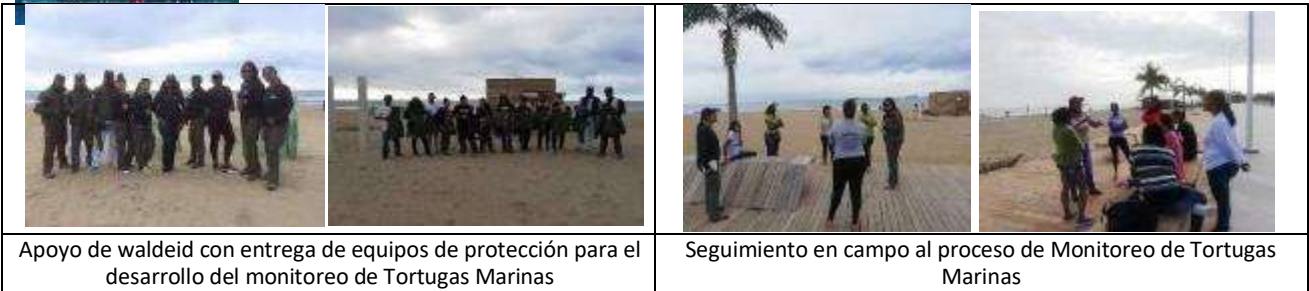 Apoyo de waldeid con entrega de equipos de protección para el
desarrollo del monitoreo de Tortugas Marinas
Seguimiento en campo al proceso de Monitoreo de Tortugas
Marinas